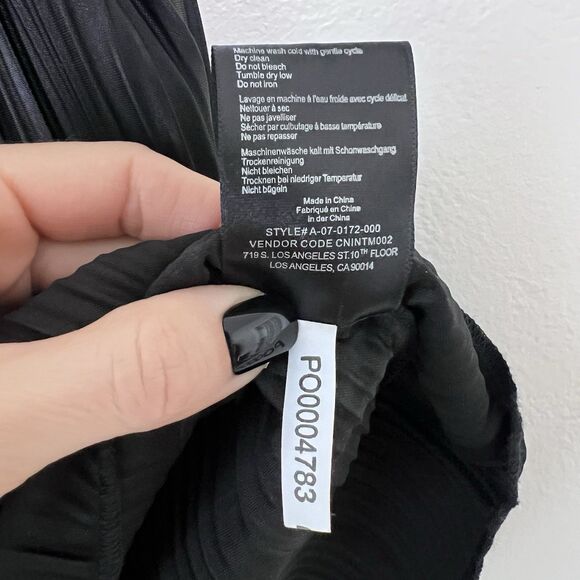 Machine wash cold with gentle cycle
Dry clean
Do not bleach
Tumble dry low
Do not iron
Lavage en machine à l'eau froide avec cycle délicat
Nettouer à sec
Ne pas javelliser
Sécher par culbutage à basse température
Ne pas repasser
Maschinenwäsche kalt mit Schonwaschgang
Trockenreinigung
Nicht bleichen
Trocknen bei niedriger Temperatur
Nicht bügeln
Made in China
Fabriqué en China
in der China
STYLE# A-07-0172-000
VENDOR CODE CNINTM002
719 S. LOS ANGELES ST.10TH FLOOR
LOS ANGELES, CA 90014
PO0004783